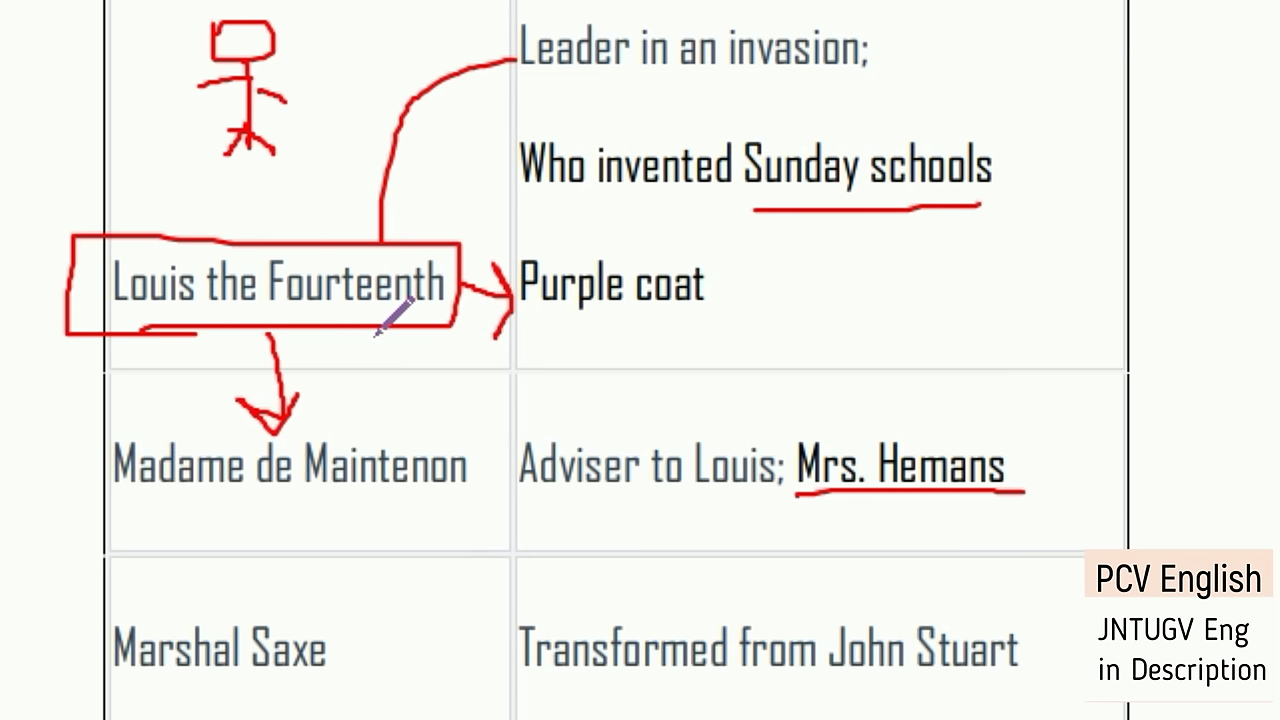 Leader in an invasion;
Who invented Sunday schools
Louis the Fourteenth
Purple coat
Madame de Maintenon
Adviser to Louis; Mrs. Hemans
Marshal Saxe
Transformed from John Stuart
PCV English
JNTUGV Eng
in Description